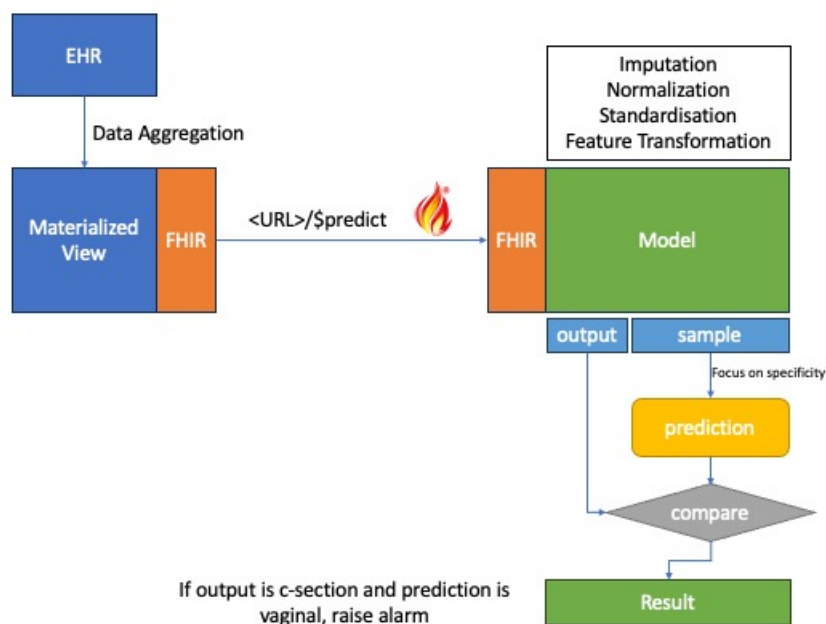 EHR
Imputation
Normalization
Standardisation
Feature Transformation
Data Aggregation
Materialized
View
FHIR
<URL>/$predict
FHIR
Model
output
sample
Focus on specificity
prediction
compare
If output is c-section and prediction is
vaginal, raise alarm
Result